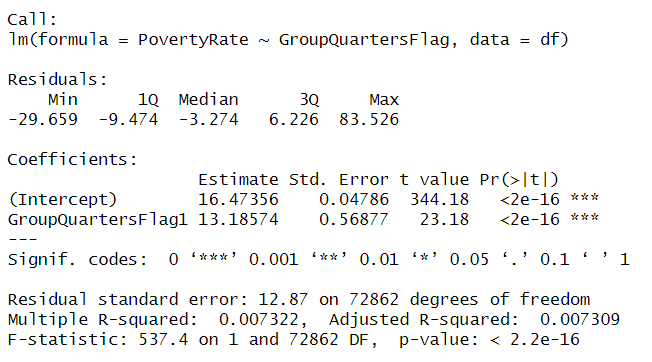 Call:
lm(formula = PovertyRate ~ GroupQuartersFlag, data = df)
Residuals:
    Min      1Q  Median      3Q     Max
-29.659  -9.474  -3.274   6.226  83.526
Coefficients:
                   Estimate Std. Error t value Pr(>|t|)
(Intercept)        16.47356    0.04786  344.18   <2e-16 ***
GroupQuartersFlag1 13.18574    0.56877   23.18   <2e-16 ***
---
Signif. codes:  0 ‘***’ 0.001 ‘**’ 0.01 ‘*’ 0.05 ‘.’ 0.1 ‘ ’ 1
Residual standard error: 12.87 on 72862 degrees of freedom
Multiple R-squared:  0.007322,  Adjusted R-squared:  0.007309
F-statistic: 537.4 on 1 and 72862 DF,  p-value: < 2.2e-16